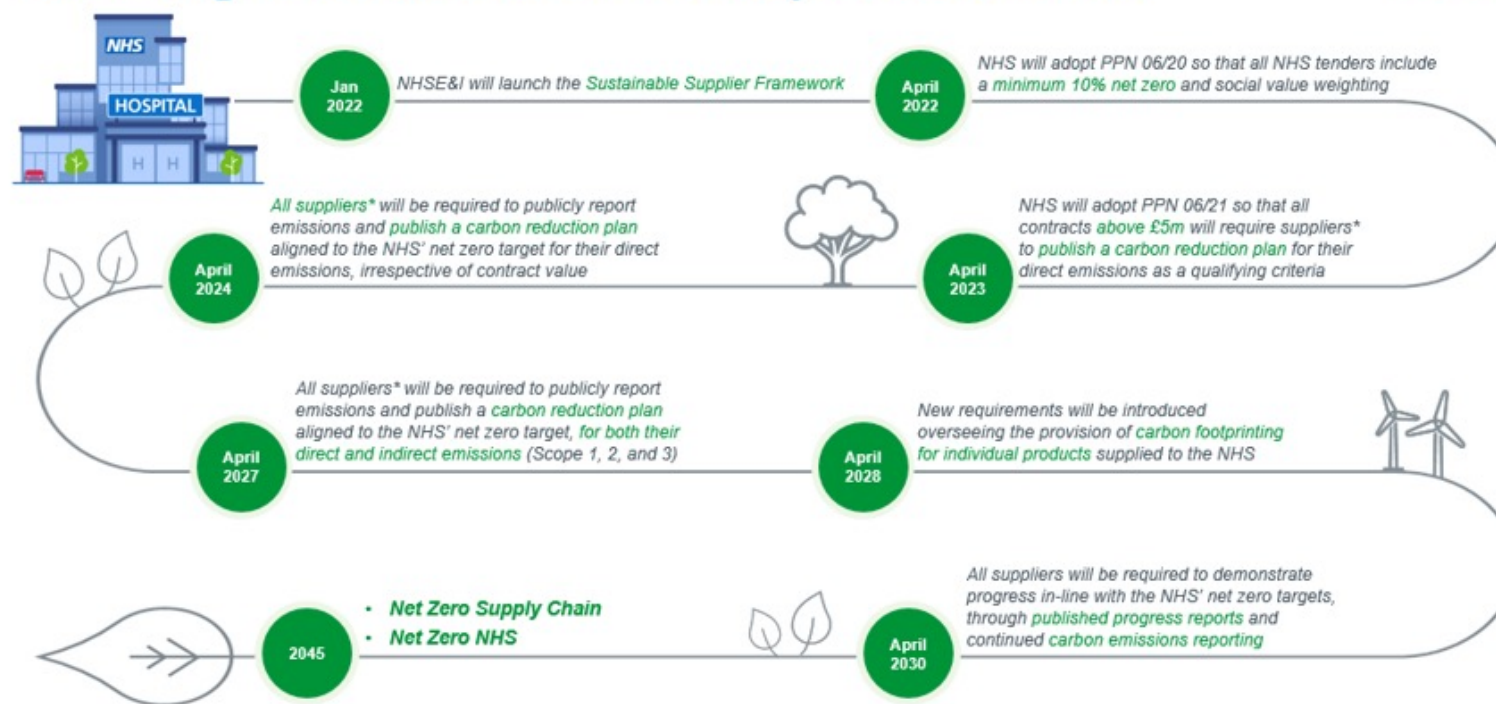 NHS
HOSPITAL
H H
Jan
2022
NHSE&I will launch the Sustainable Supplier Framework
April
2022
NHS will adopt PPN 06/20 so that all NHS tenders include
a minimum 10% net zero and social value weighting
April
2023
NHS will adopt PPN 06/21 so that all
contracts above £5m will require suppliers*
to publish a carbon reduction plan for their
direct emissions as a qualifying criteria
April
2024
All suppliers* will be required to publicly report
emissions and publish a carbon reduction plan
aligned to the NHS' net zero target for their direct
emissions, irrespective of contract value
April
2027
All suppliers* will be required to publicly report
emissions and publish a carbon reduction plan
aligned to the NHS' net zero target, for both their
direct and indirect emissions (Scope 1, 2, and 3)
April
2028
New requirements will be introduced
overseeing the provision of carbon footprinting
for individual products supplied to the NHS
April
2030
All suppliers will be required to demonstrate
progress in-line with the NHS' net zero targets,
through published progress reports and
continued carbon emissions reporting
2045
• Net Zero Supply Chain
• Net Zero NHS